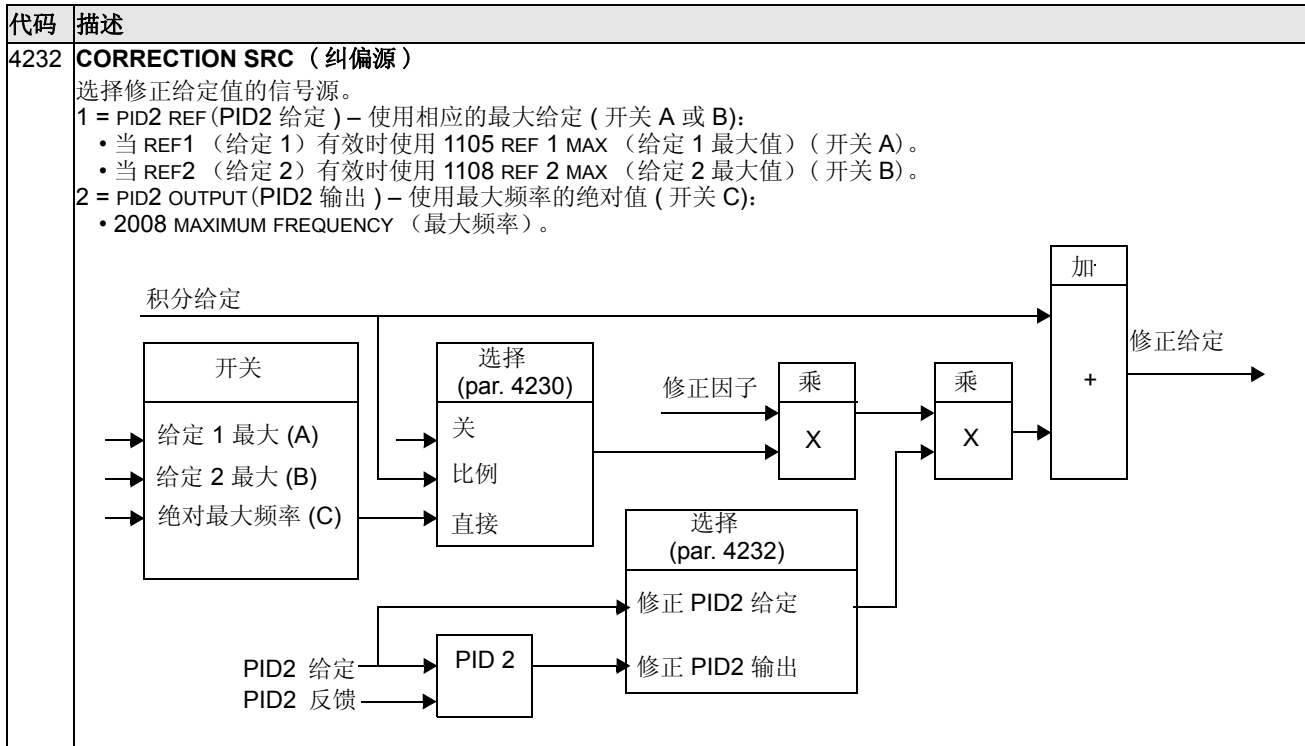 代码 描述
4232 CORRECTION SRC （纠偏源）
选择修正给定值的信号源。
1 = PID2 REF(PID2 给定 ) – 使用相应的最大给定 ( 开关 A 或 B):
• 当 REF1 （给定 1）有效时使用 1105 REF 1 MAX （给定 1 最大值）( 开关 A)。
• 当 REF2 （给定 2）有效时使用 1108 REF 2 MAX （给定 2 最大值）( 开关 B)。
2 = PID2 OUTPUT(PID2 输出 ) – 使用最大频率的绝对值 ( 开关 C):
• 2008 MAXIMUM FREQUENCY （最大频率）。
加
积分给定
修正给定
开关
选择
(par. 4230)
修正因子
乘
乘
+
给定 1 最大 (A)
关
X
X
给定 2 最大 (B)
比例
绝对最大频率 (C)
直接
选择
(par. 4232)
修正 PID2 给定
PID2 给定
PID 2
修正 PID2 输出
PID2 反馈